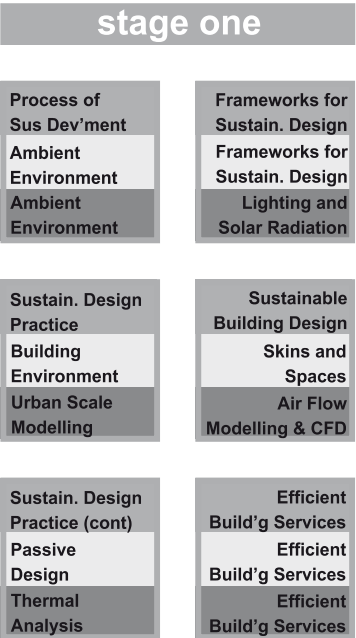 stage one
Process of
Sus Dev'ment
Ambient
Environment
Ambient
Environment
Frameworks for
Sustain. Design
Frameworks for
Sustain. Design
Lighting and
Solar Radiation
Sustain. Design
Practice
Building
Environment
Urban Scale
Modelling
Sustainable
Building Design
Skins and
Spaces
Air Flow
Modelling & CFD
Sustain. Design
Practice (cont)
Passive
Design
Thermal
Analysis
Efficient
Build'g Services
Efficient
Build'g Services
Efficient
Build'g Services